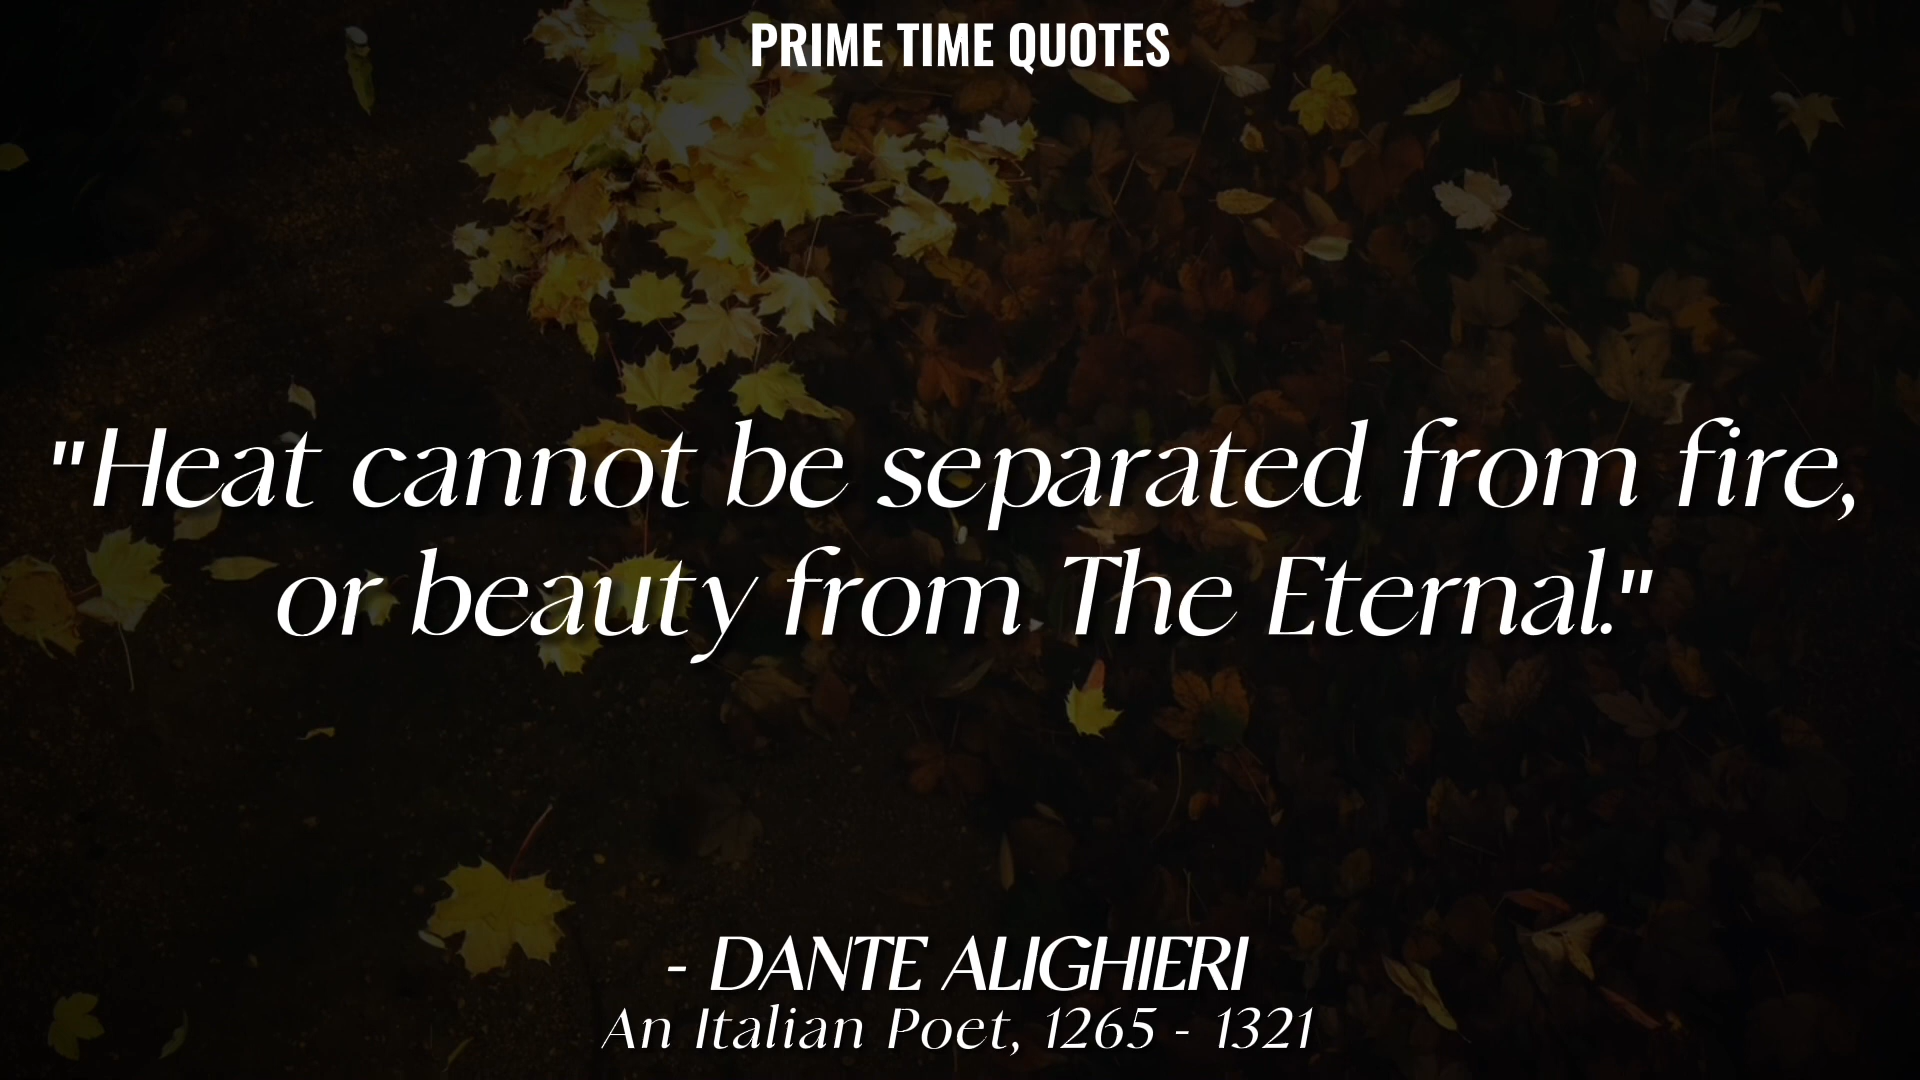 PRIME TIME QUOTES
"Heat cannot be separated from fire,
or beauty from The Eternal."
- DANTE ALIGHIERI
An Italian Poet, 1265 - 1321